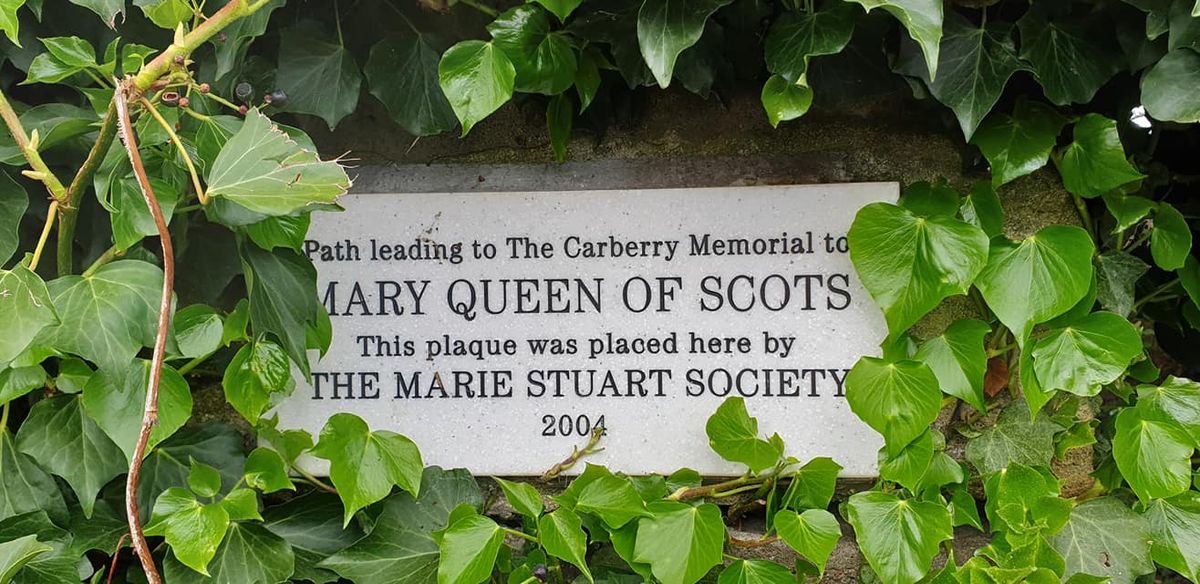 Path leading to The Carberry Memorial to
MARY QUEEN OF SCOTS
This plaque was placed here by
THE MARIE STUART SOCIETY
2004